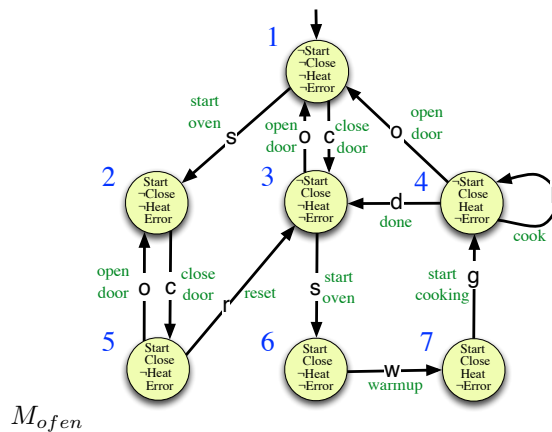 1
¬Start
¬Close
¬Heat
¬Error
start
oven
s
open
door
o
c
close
door
o
open
door
2
Start
¬Close
¬Heat
Error
3
¬Start
Close
¬Heat
¬Error
4
¬Start
Close
Heat
¬Error
d
done
cook
open
door
o
c
close
door
r
reset
s
start
oven
start
cooking
g
5
Start
Close
¬Heat
Error
6
Start
Close
¬Heat
¬Error
w
warmup
7
Start
Close
Heat
¬Error
M_ofen